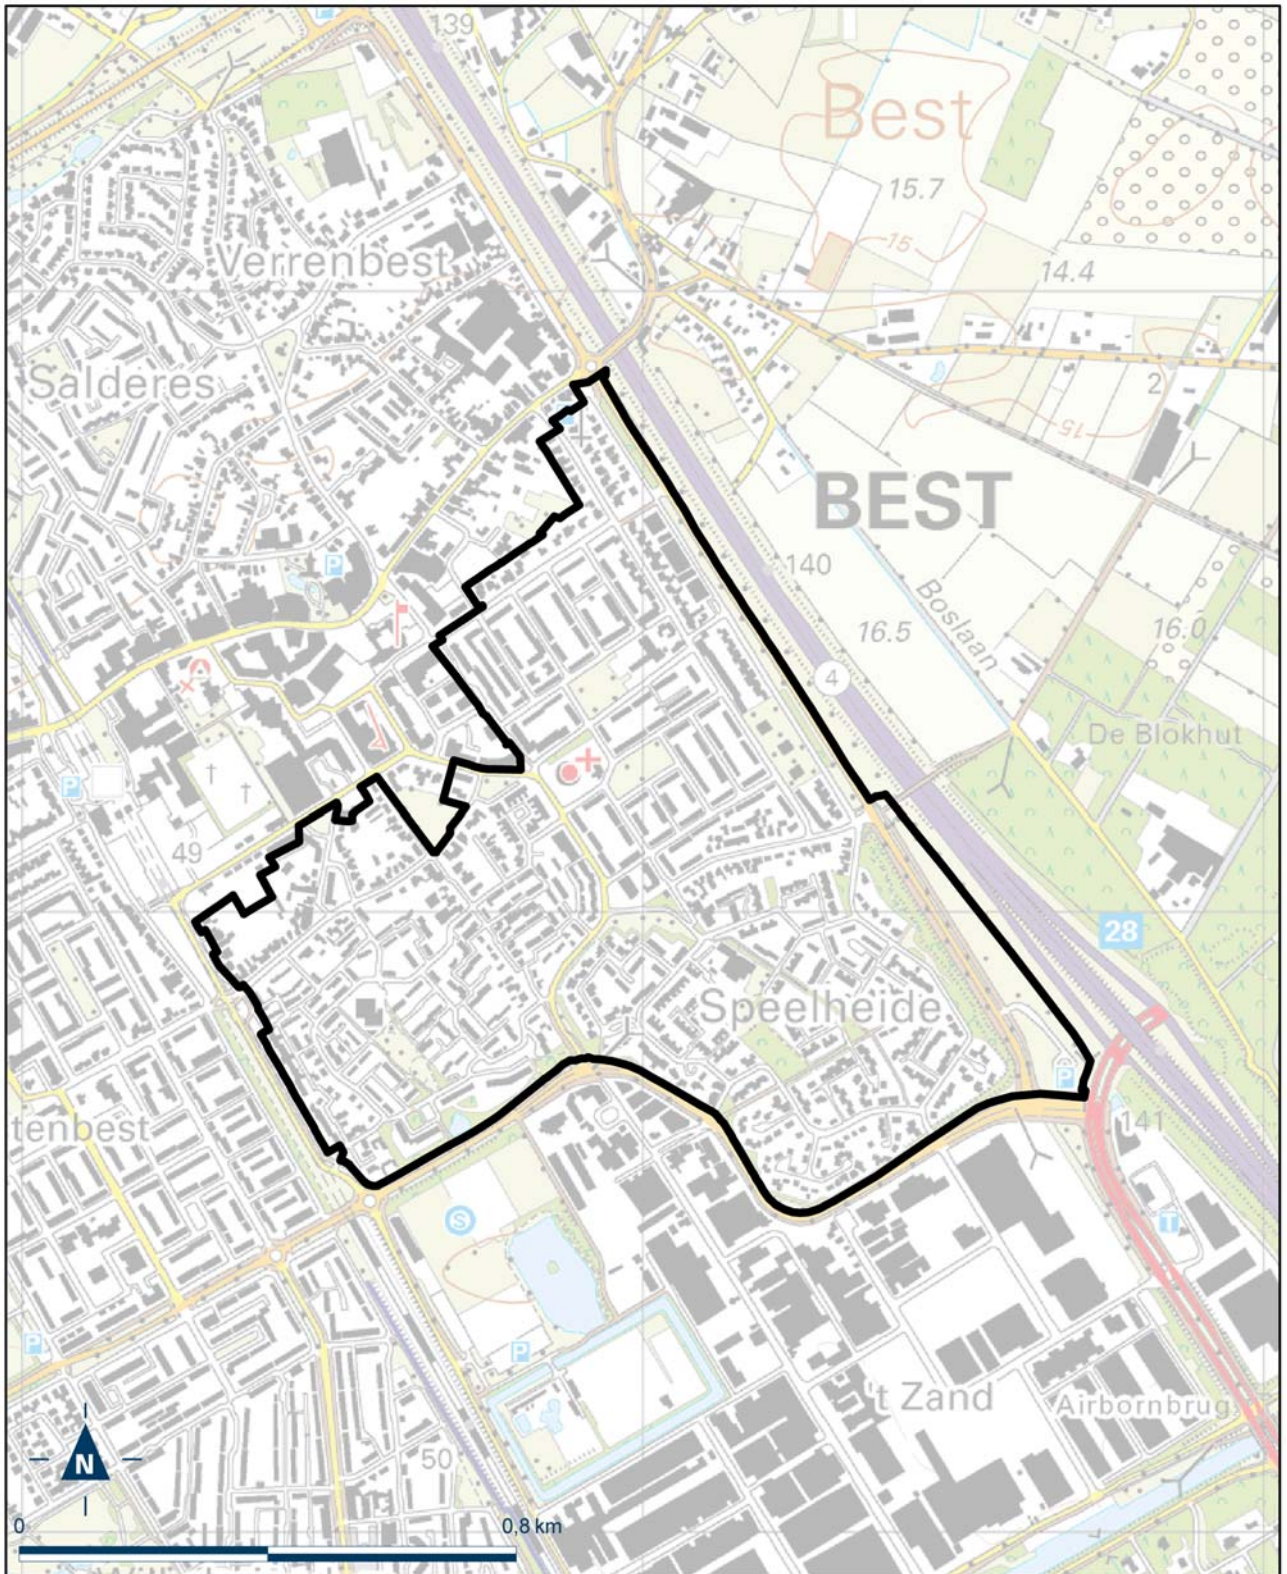 139
Best
15.7
Verrenbest
15
14.4
Salderes
2
15
BEST
P
140
Boslaan
16.5
16.0
4
De Blokhut
P
49
28
Speelheide
P
tenbest
141
S
T
P
P
't Zand
Airbornbrug
N
50
0
0,8 km